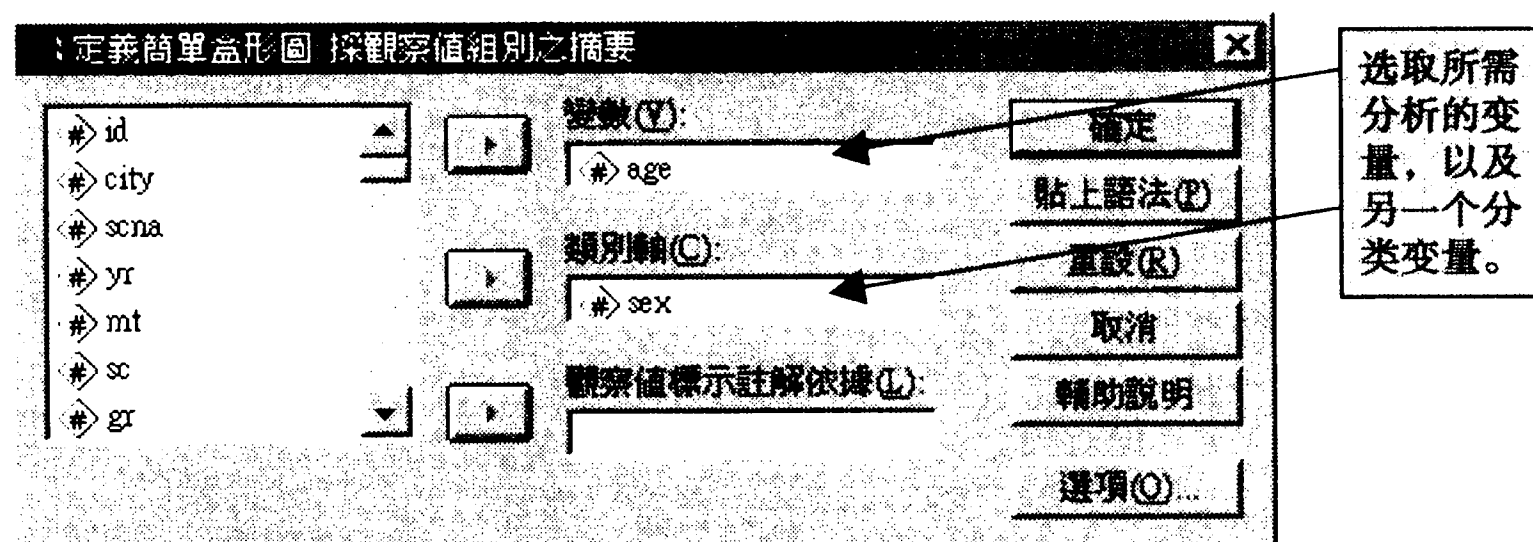 定義簡單盒形圖 採觀察值組別之摘要
id
city
scna
yr
mt
sc
gr
變數(V):
age
類別軸(C):
sex
觀察值標示註解依據(L):
確定
貼上語法(P)
重設(R)
取消
輔助說明
選項(O)...
选取所需
分析的变
量，以及
另一个分
类变量。